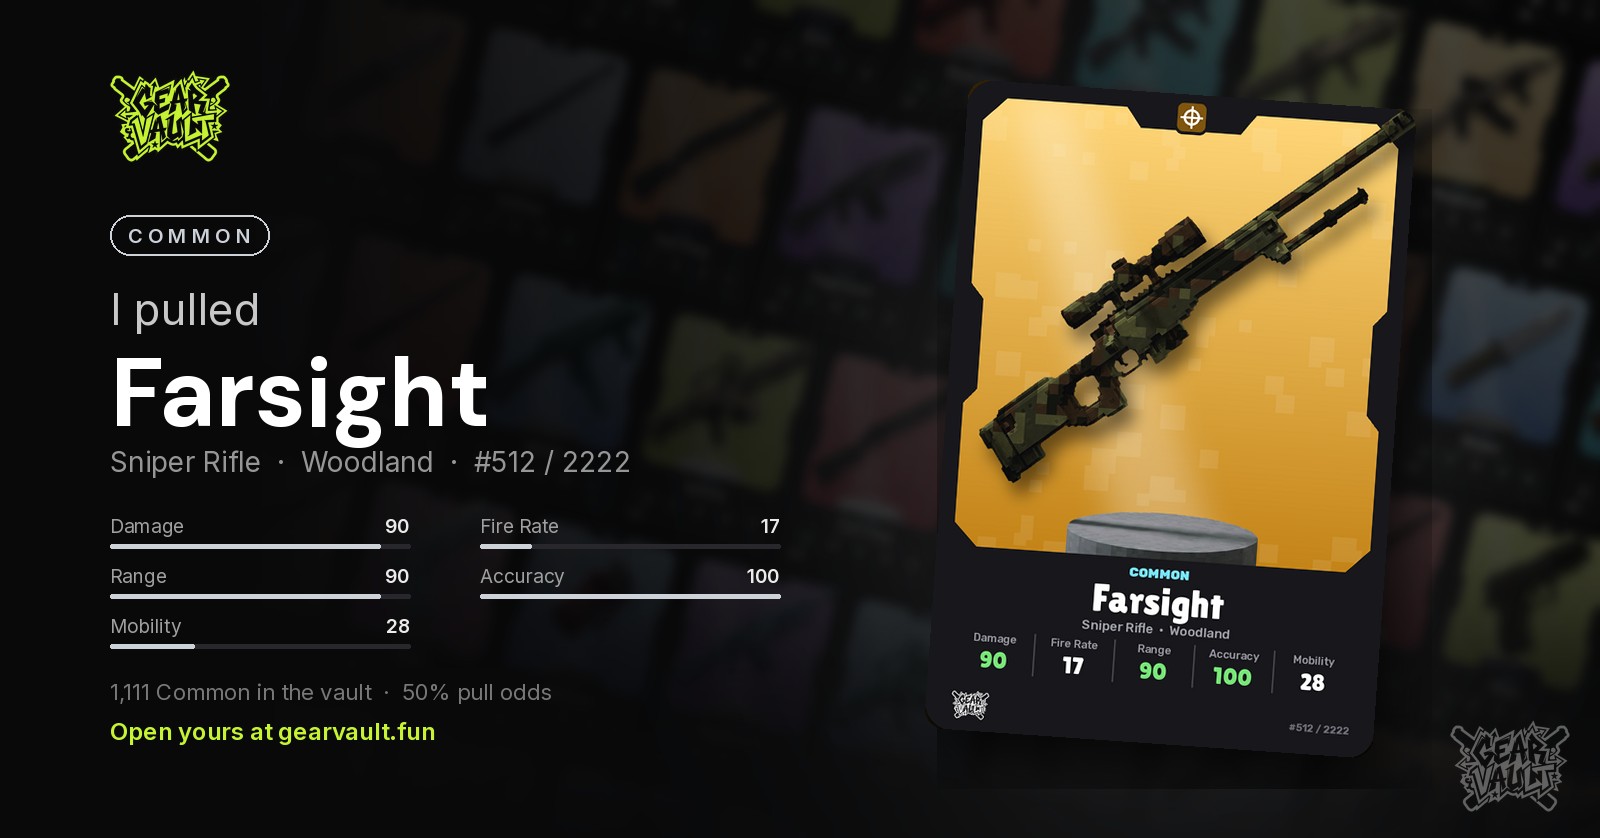 GEAR
VAULT
COMMON
I pulled
Farsight
Sniper Rifle · Woodland · #512 / 2222
Damage 90
Fire Rate 17
Range 90
Accuracy 100
Mobility 28
1,111 Common in the vault · 50% pull odds
Open yours at gearvault.fun
COMMON
Farsight
Sniper Rifle · Woodland
Damage Fire Rate Range Accuracy Mobility
90 17 90 100 28
GEAR
VAULT
#512 / 2222
GEAR
VAULT